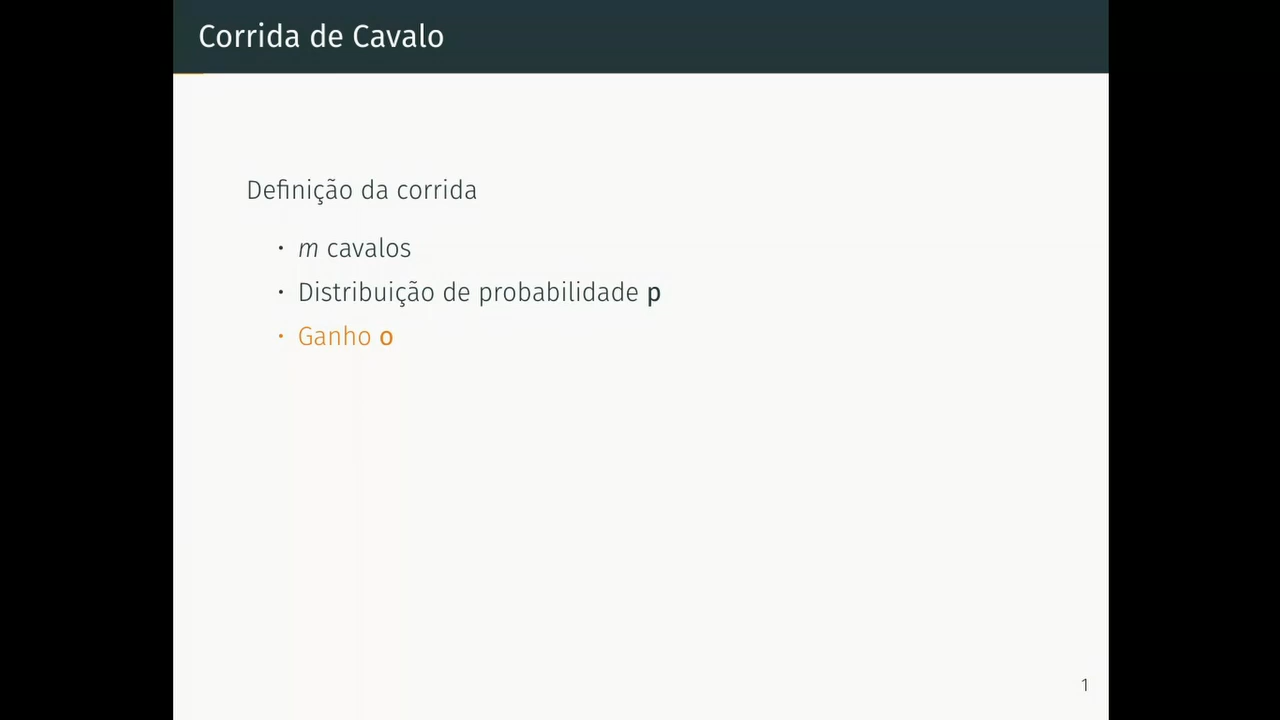 Corrida de Cavalo
Definição da corrida
• m cavalos
• Distribuição de probabilidade p
• Ganho o
1